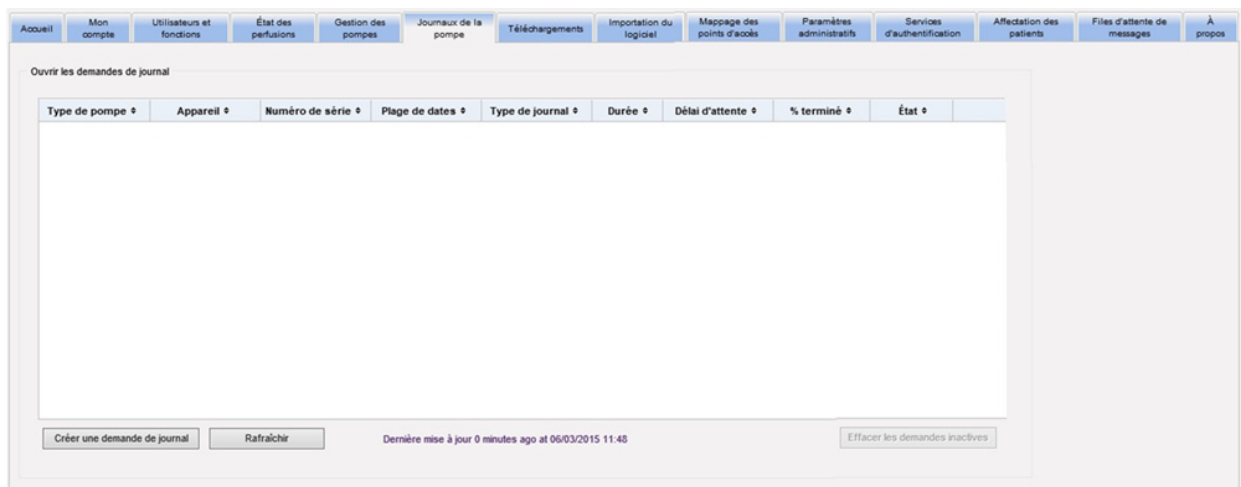 Accueil
Mon compte
Utilisateurs et fonctions
État des perfusions
Gestion des pompes
Journaux de la pompe
Téléchargements
Importation du logiciel
Mappage des points d'accès
Paramètres administratifs
Services d'authentification
Affectation des patients
Files d'attente de messages
À propos
Ouvrir les demandes de journal
Type de pompe Appareil Numéro de série Plage de dates Type de journal Durée Délai d'attente % terminé État
Créer une demande de journal Rafraîchir Dernière mise à jour 0 minutes ago at 06/03/2015 11:48 Effacer les demandes inactives